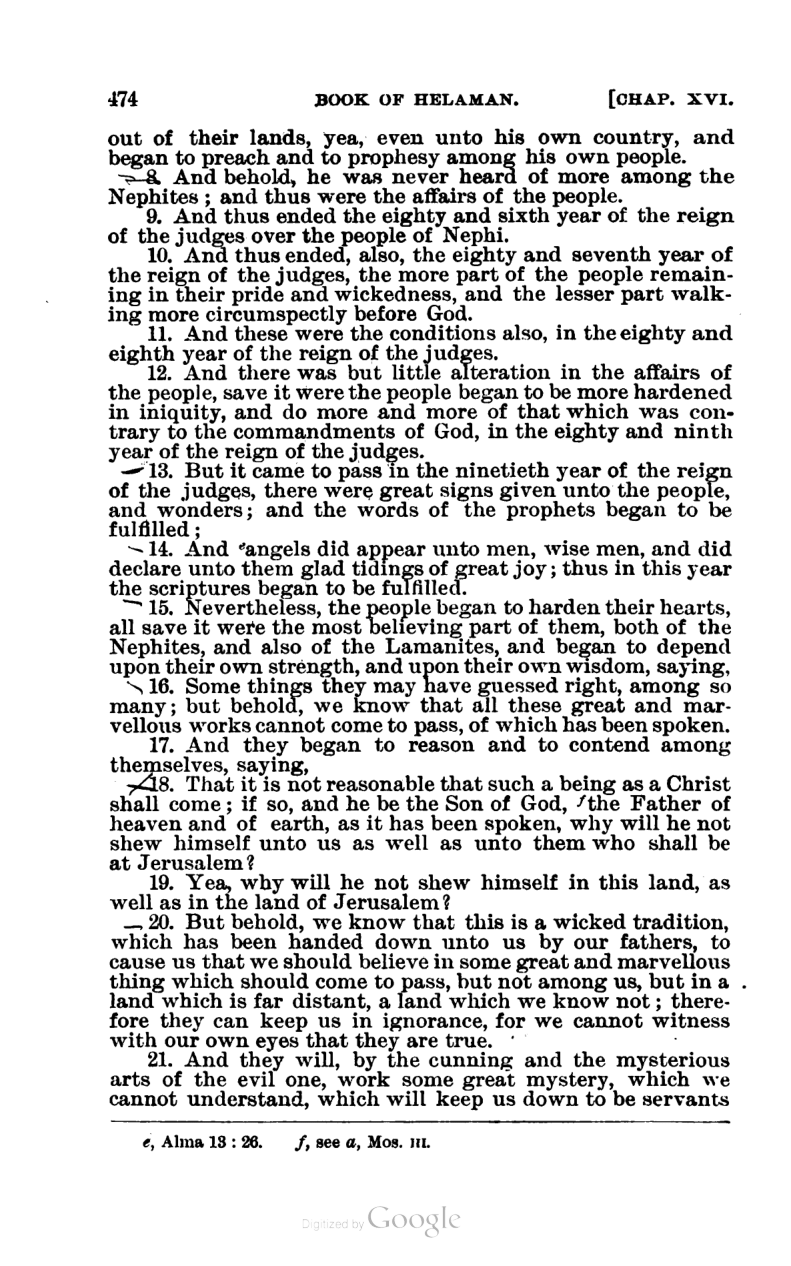 474 BOOK OF HELAMAN. [CHAP. XVI.
out of their lands, yea, even unto his own country, and
began to preach and to prophesy among his own people.
8. And behold, he was never heard of more among the
Nephites; and thus were the affairs of the people.
9. And thus ended the eighty and sixth year of the reign
of the judges over the people of Nephi.
10. And thus ended, also, the eighty and seventh year of
the reign of the judges, the more part of the people remain-
ing in their pride and wickedness, and the lesser part walk-
ing more circumspectly before God.
11. And these were the conditions also, in the eighty and
eighth year of the reign of the judges.
12. And there was but little alteration in the affairs of
the people, save it were the people began to be more hardened
in iniquity, and do more and more of that which was con-
trary to the commandments of God, in the eighty and ninth
year of the reign of the judges.
13. But it came to pass in the ninetieth year of the reign
of the judges, there were great signs given unto the people,
and wonders; and the words of the prophets began to be
fulfilled;
14. And ᵉangels did appear unto men, wise men, and did
declare unto them glad tidings of great joy; thus in this year
the scriptures began to be fulfilled.
15. Nevertheless, the people began to harden their hearts,
all save it were the most believing part of them, both of the
Nephites, and also of the Lamanites, and began to depend
upon their own strength, and upon their own wisdom, saying,
16. Some things they may have guessed right, among so
many; but behold, we know that all these great and mar-
vellous works cannot come to pass, of which has been spoken.
17. And they began to reason and to contend among
themselves, saying,
18. That it is not reasonable that such a being as a Christ
shall come; if so, and he be the Son of God, ᶠthe Father of
heaven and of earth, as it has been spoken, why will he not
shew himself unto us as well as unto them who shall be
at Jerusalem?
19. Yea, why will he not shew himself in this land, as
well as in the land of Jerusalem?
20. But behold, we know that this is a wicked tradition,
which has been handed down unto us by our fathers, to
cause us that we should believe in some great and marvellous
thing which should come to pass, but not among us, but in a
land which is far distant, a land which we know not; there-
fore they can keep us in ignorance, for we cannot witness
with our own eyes that they are true.
21. And they will, by the cunning and the mysterious
arts of the evil one, work some great mystery, which we
cannot understand, which will keep us down to be servants
e, Alma 13 : 26. f, see a, Mos. III.
Digitized by Google